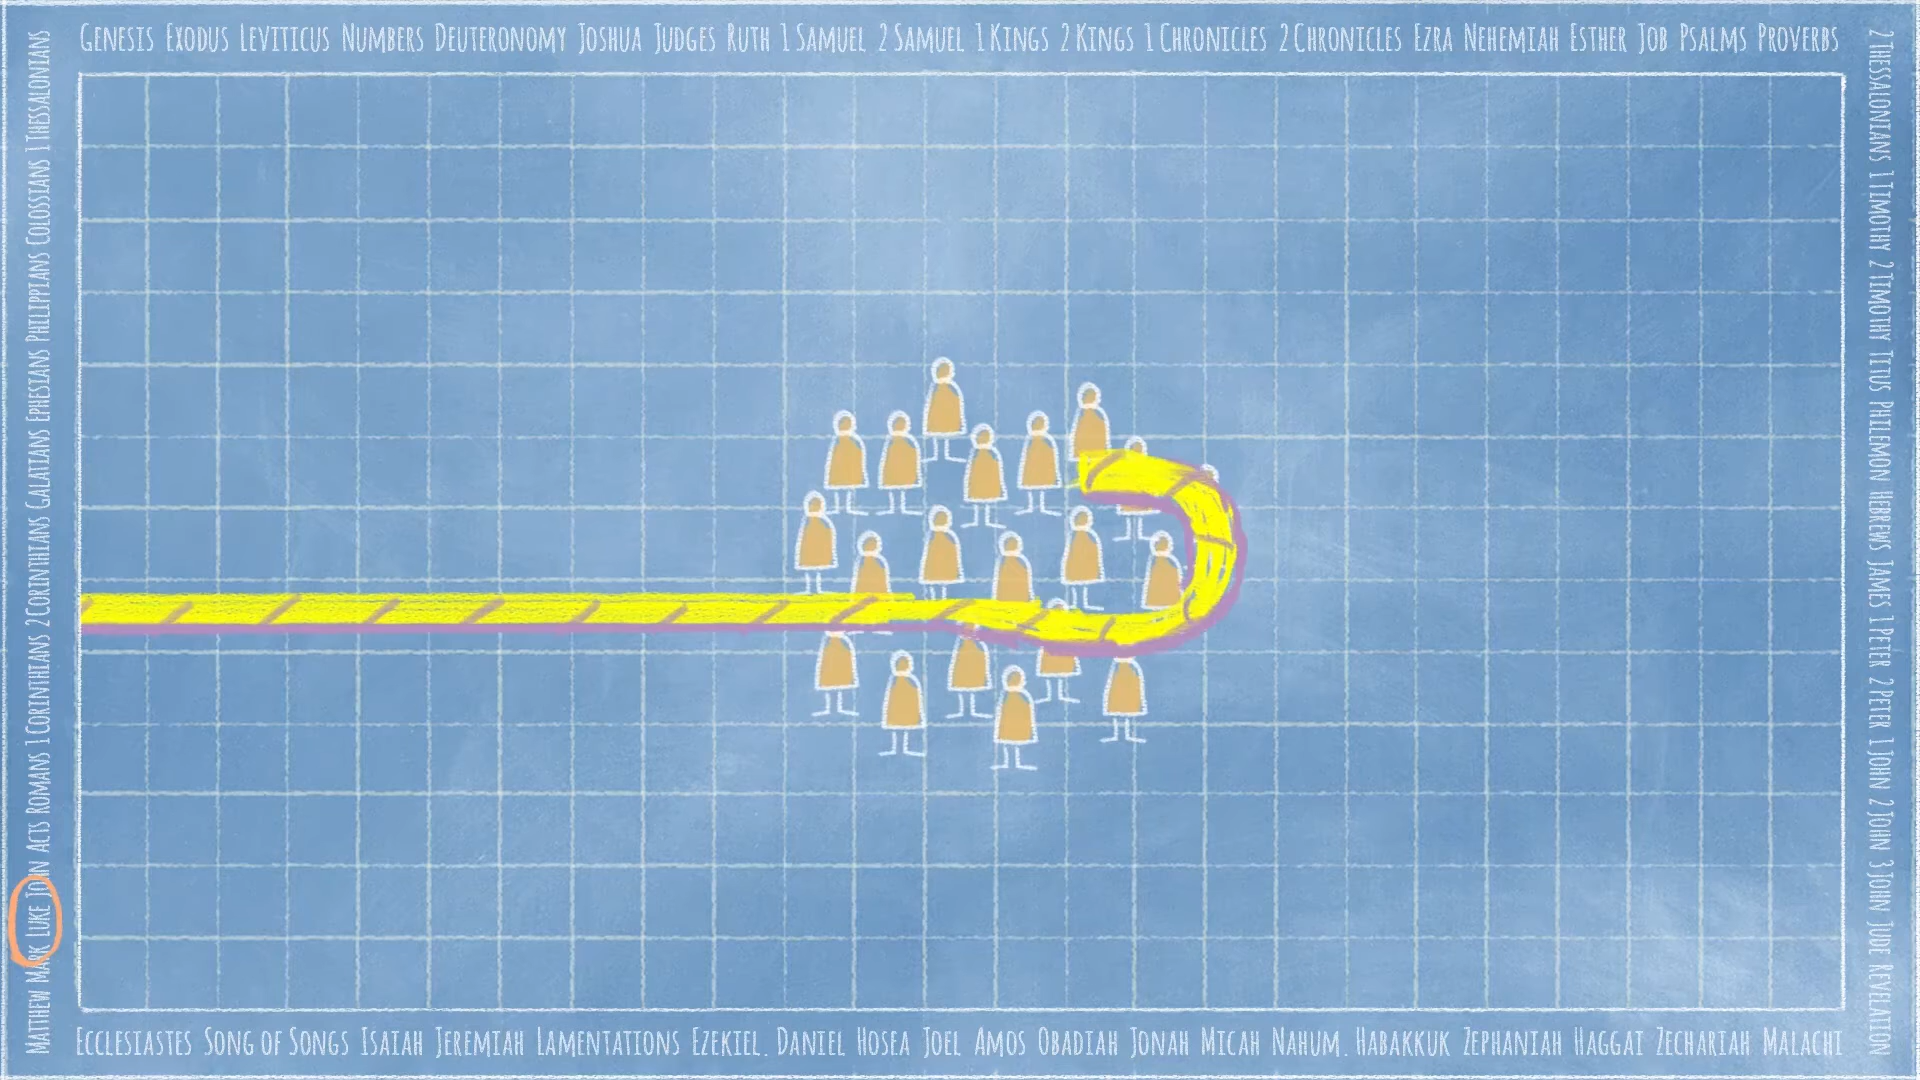 Genesis Exodus Leviticus Numbers Deuteronomy Joshua Judges Ruth 1 Samuel 2 Samuel 1 Kings 2 Kings 1 Chronicles 2 Chronicles Ezra Nehemiah Esther Job Psalms Proverbs
Ecclesiastes Song of Songs Isaiah Jeremiah Lamentations Ezekiel. Daniel Hosea Joel Amos Obadiah Jonah Micah Nahum. Habakkuk Zephaniah Haggai Zechariah Malachi
Matthew Mark Luke John Acts Romans 1 Corinthians 2 Corinthians Galatians Ephesians Philippians Colossians 1 Thessalonians
2 Thessalonians 1 Timothy 2 Timothy Titus Philemon Hebrews James 1 Peter 2 Peter 1 John 2 John 3 John Jude Revelation